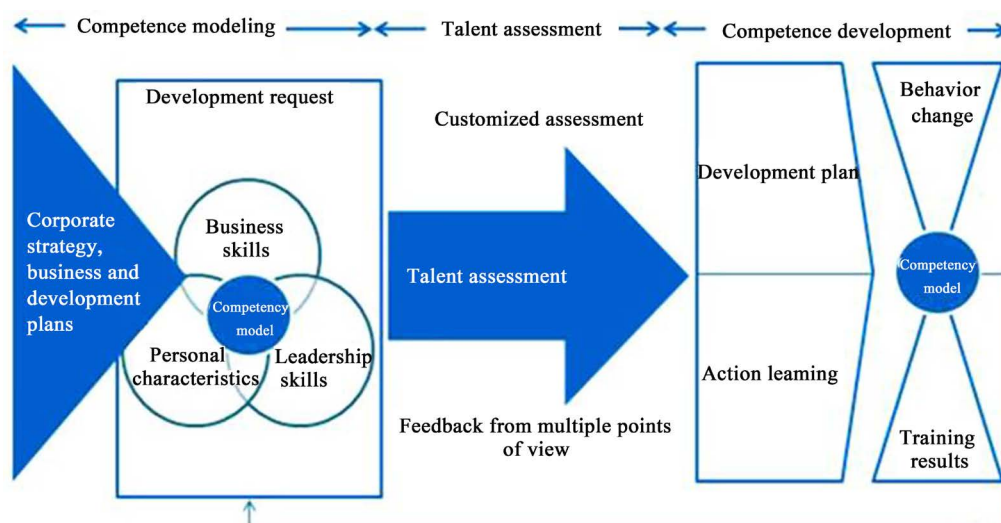 Competence modeling
Talent assessment
Competence development
Development request
Corporate
strategy,
business and
development
plans
Business
skills
Competency
model
Personal
characteristics
Leadership
skills
Customized assessment
Talent assessment
Feedback from multiple points
of view
Development plan
Action leaming
Behavior
change
Competency
model
Training
results